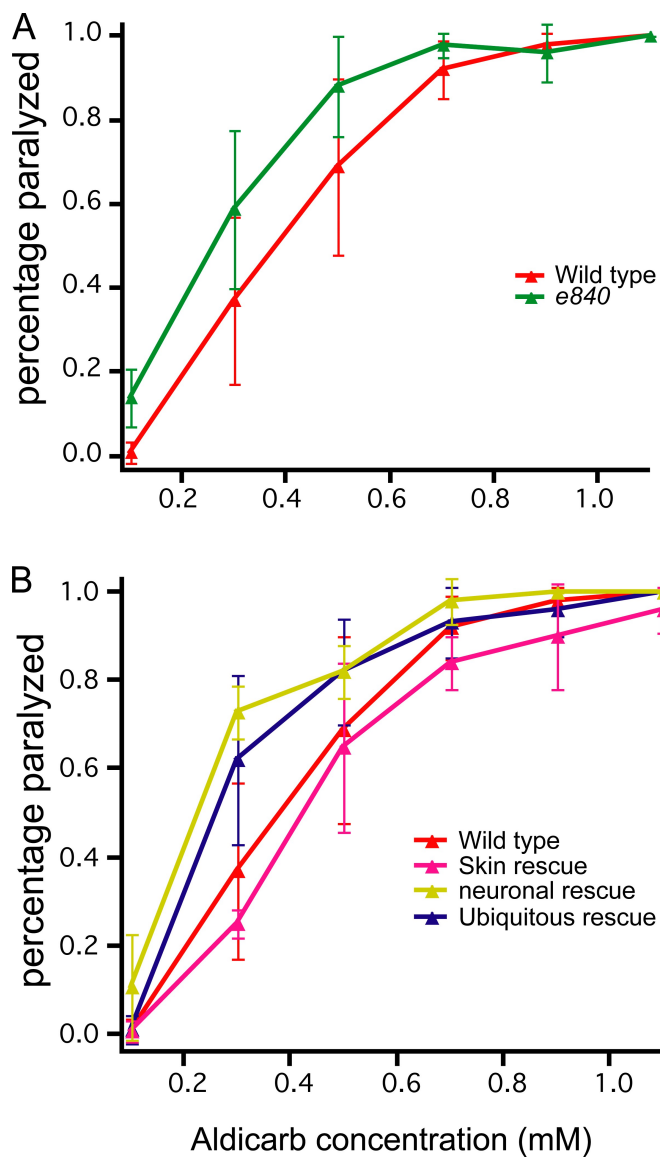 A
percentage paralyzed
1.0
0.8
0.6
0.4
0.2
0.0
Wild type
e840
0.2 0.4 0.6 0.8 1.0
B
percentage paralyzed
1.0
0.8
0.6
0.4
0.2
0.0
Wild type
Skin rescue
neuronal rescue
Ubiquitous rescue
0.2 0.4 0.6 0.8 1.0
Aldicarb concentration (mM)